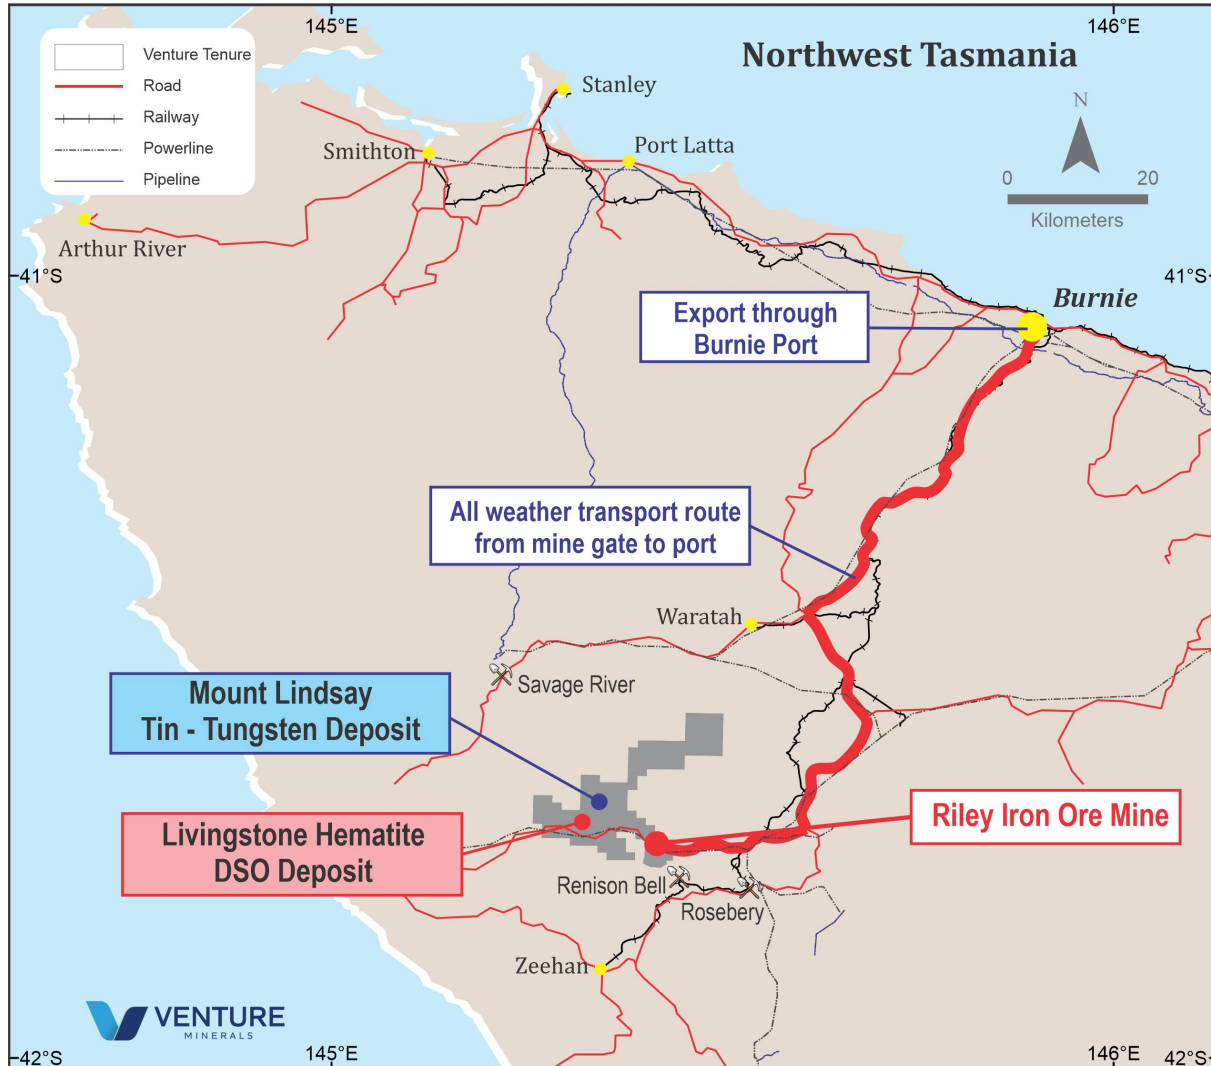 145°E
146°E
Northwest Tasmania
Venture Tenure
Road
Railway
Powerline
Pipeline
N
0 20
Kilometers
Stanley
Smithton
Port Latta
Arthur River
41°S
41°S
Burnie
Export through
Burnie Port
All weather transport route
from mine gate to port
Waratah
Savage River
Mount Lindsay
Tin - Tungsten Deposit
Livingstone Hematite
DSO Deposit
Riley Iron Ore Mine
Renison Bell
Rosebery
Zeehan
VENTURE
MINERALS
42°S
145°E
146°E
42°S